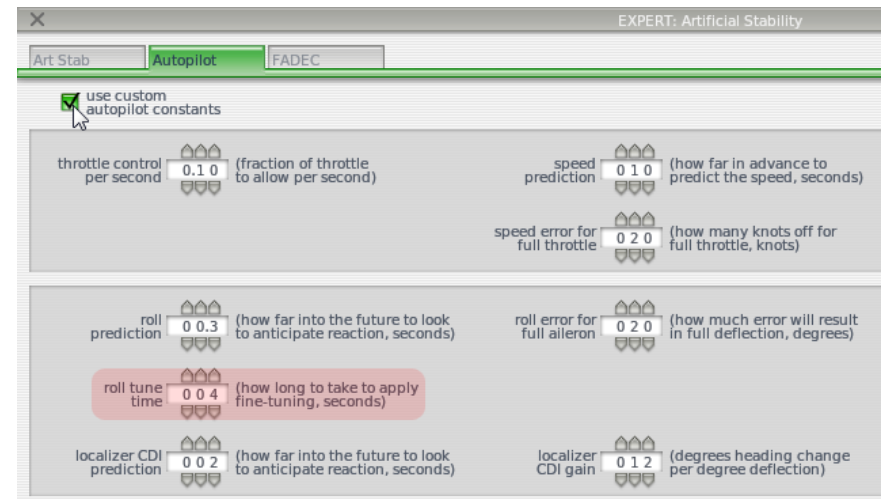 EXPERT: Artificial Stability
Art Stab
Autopilot
FADEC
use custom
autopilot constants
throttle control
per second
0.1 0
(fraction of throttle
to allow per second)
speed
prediction
0 1 0
(how far in advance to
predict the speed, seconds)
speed error for
full throttle
0 2 0
(how many knots off for
full throttle, knots)
roll
prediction
0 0.3
(how far into the future to look
to anticipate reaction, seconds)
roll error for
full aileron
0 2 0
(how much error will result
in full deflection, degrees)
roll tune
time
0 0 4
(how long to take to apply
fine-tuning, seconds)
localizer CDI
prediction
0 0 2
(how far into the future to look
to anticipate reaction, seconds)
localizer
CDI gain
0 1 2
(degrees heading change
per degree deflection)